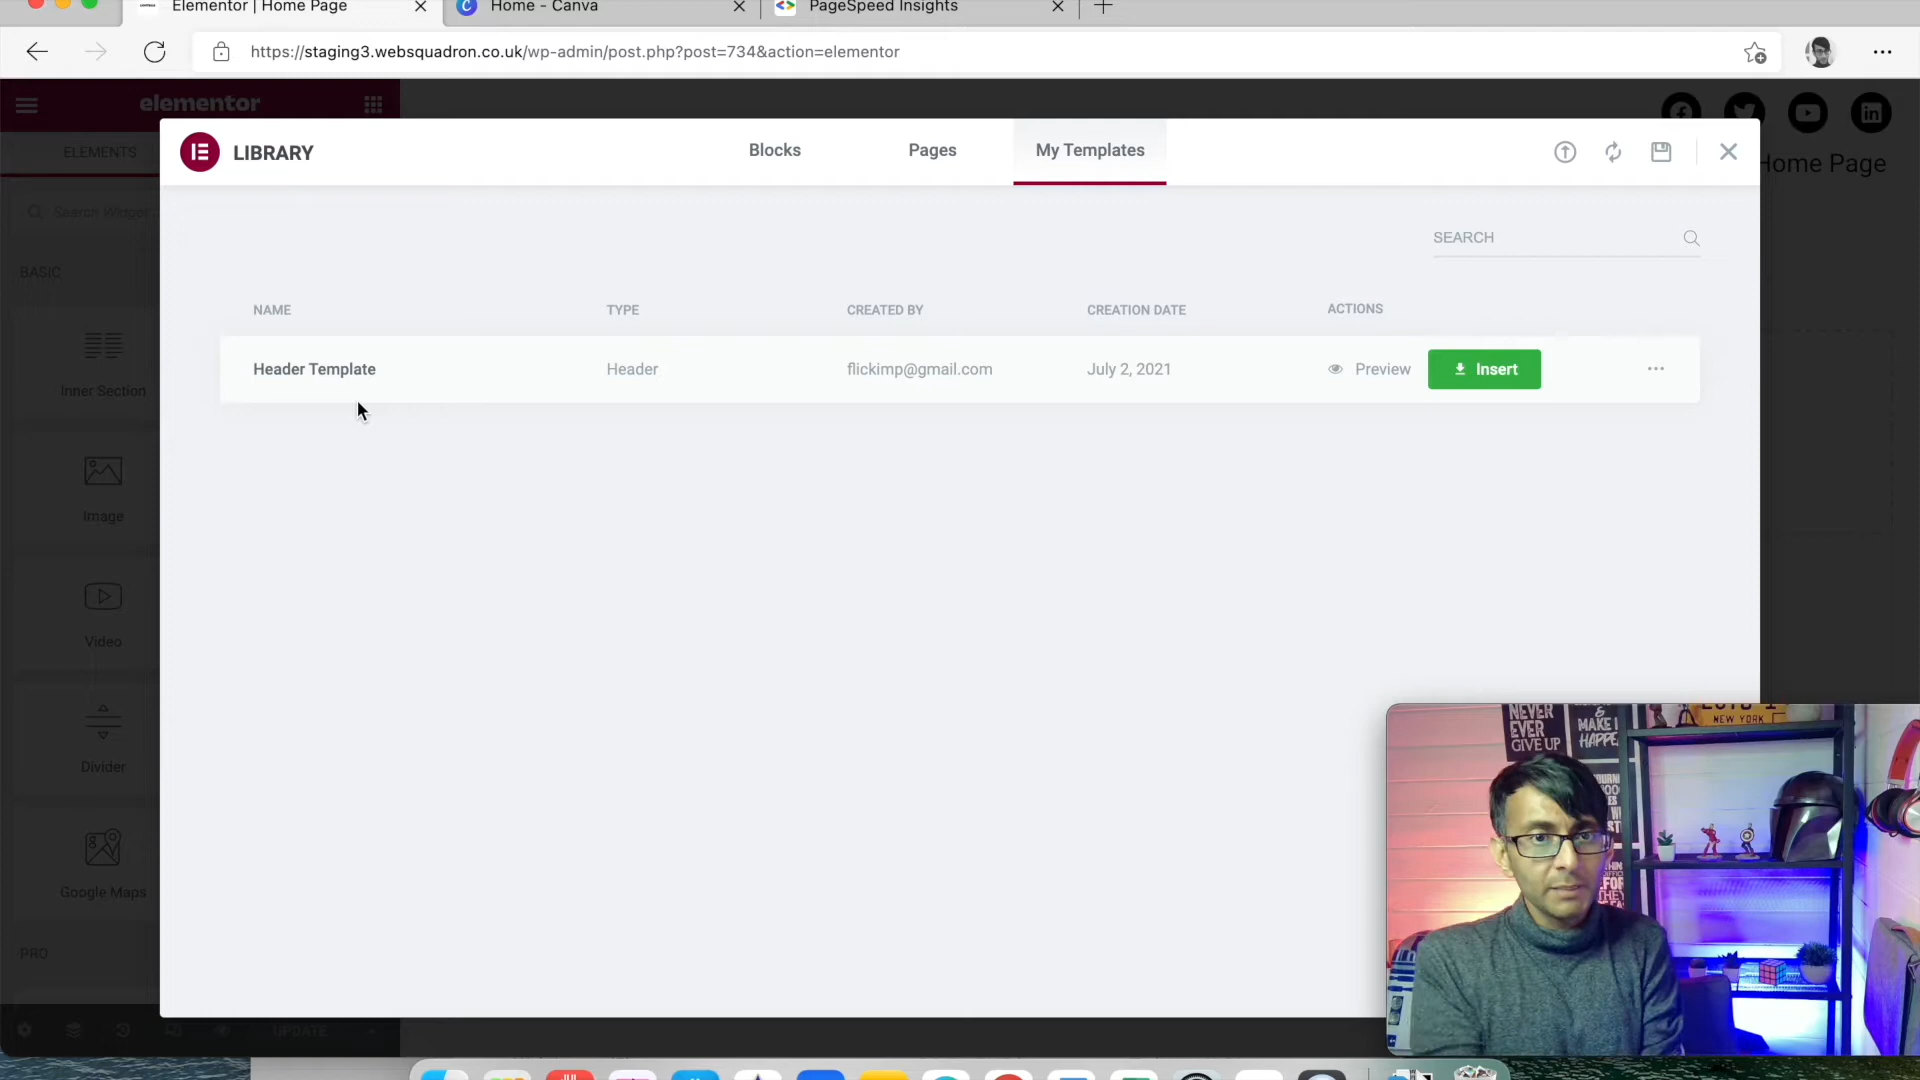 Elementor | Home Page
Home - Canva
PageSpeed Insights
https://staging3.websquadron.co.uk/wp-admin/post.php?post=734&action=elementor
elementor
ELEMENTS
LIBRARY
Blocks
Pages
My Templates
Home Page
Search Widget
SEARCH
BASIC
NAME
TYPE
CREATED BY
CREATION DATE
ACTIONS
Header Template
Header
flickimp@gmail.com
July 2, 2021
Preview
Insert
Inner Section
Image
Video
Divider
Google Maps
PRO
UPDATE
NEVER
EVER
GIVE UP
&
MAKE I
HAPPE
NEW YORK